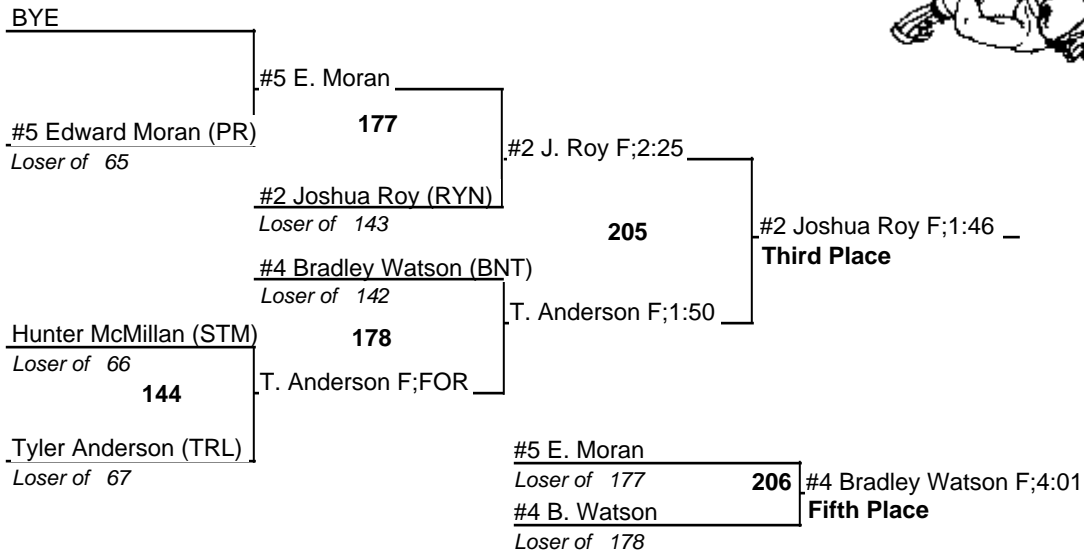 BYE
#5 E. Moran
177
#5 Edward Moran (PR)
Loser of 65
#2 J. Roy F;2:25
#2 Joshua Roy (RYN)
Loser of 143
205
#2 Joshua Roy F;1:46
Third Place
#4 Bradley Watson (BNT)
Loser of 142
T. Anderson F;1:50
Hunter McMillan (STM)
178
Loser of 66
144
T. Anderson F;FOR
Tyler Anderson (TRL)
Loser of 67
#5 E. Moran
Loser of 177
206
#4 Bradley Watson F;4:01
Fifth Place
#4 B. Watson
Loser of 178